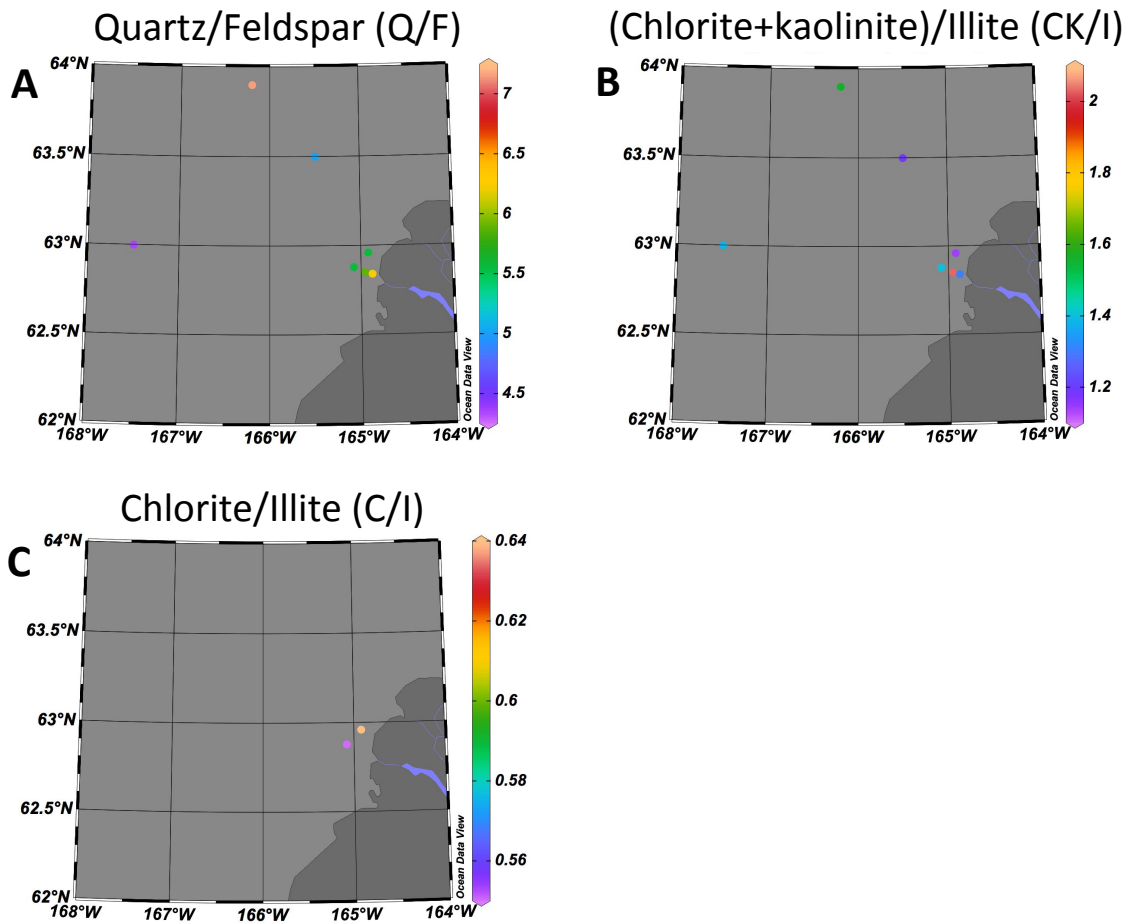 Quartz/Feldspar (Q/F)
A
64°N
63.5°N
63°N
62.5°N
62°N
168°W 167°W 166°W 165°W 164°W
7
6.5
6
5.5
5
4.5
Ocean Data View
(Chlorite+kaolinite)/Illite (CK/I)
B
64°N
63.5°N
63°N
62.5°N
62°N
168°W 167°W 166°W 165°W 164°W
2
1.8
1.6
1.4
1.2
Ocean Data View
Chlorite/Illite (C/I)
C
64°N
63.5°N
63°N
62.5°N
62°N
168°W 167°W 166°W 165°W 164°W
0.64
0.62
0.6
0.58
0.56
Ocean Data View